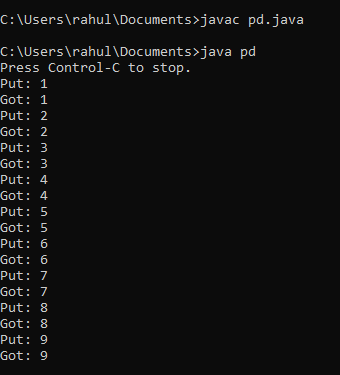 C:\Users\rahul\Documents>javac pd.java
C:\Users\rahul\Documents>java pd
Press Control-C to stop.
Put: 1
Got: 1
Put: 2
Got: 2
Put: 3
Got: 3
Put: 4
Got: 4
Put: 5
Got: 5
Put: 6
Got: 6
Put: 7
Got: 7
Put: 8
Got: 8
Put: 9
Got: 9